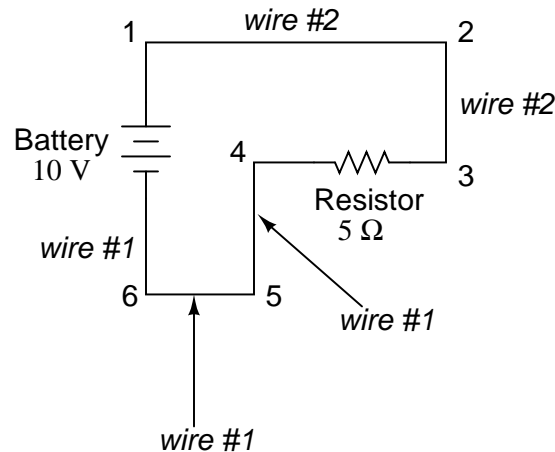 1
wire #2
2
wire #2
Battery
10 V
4
3
Resistor
5 Ω
wire #1
6
5
wire #1
wire #1